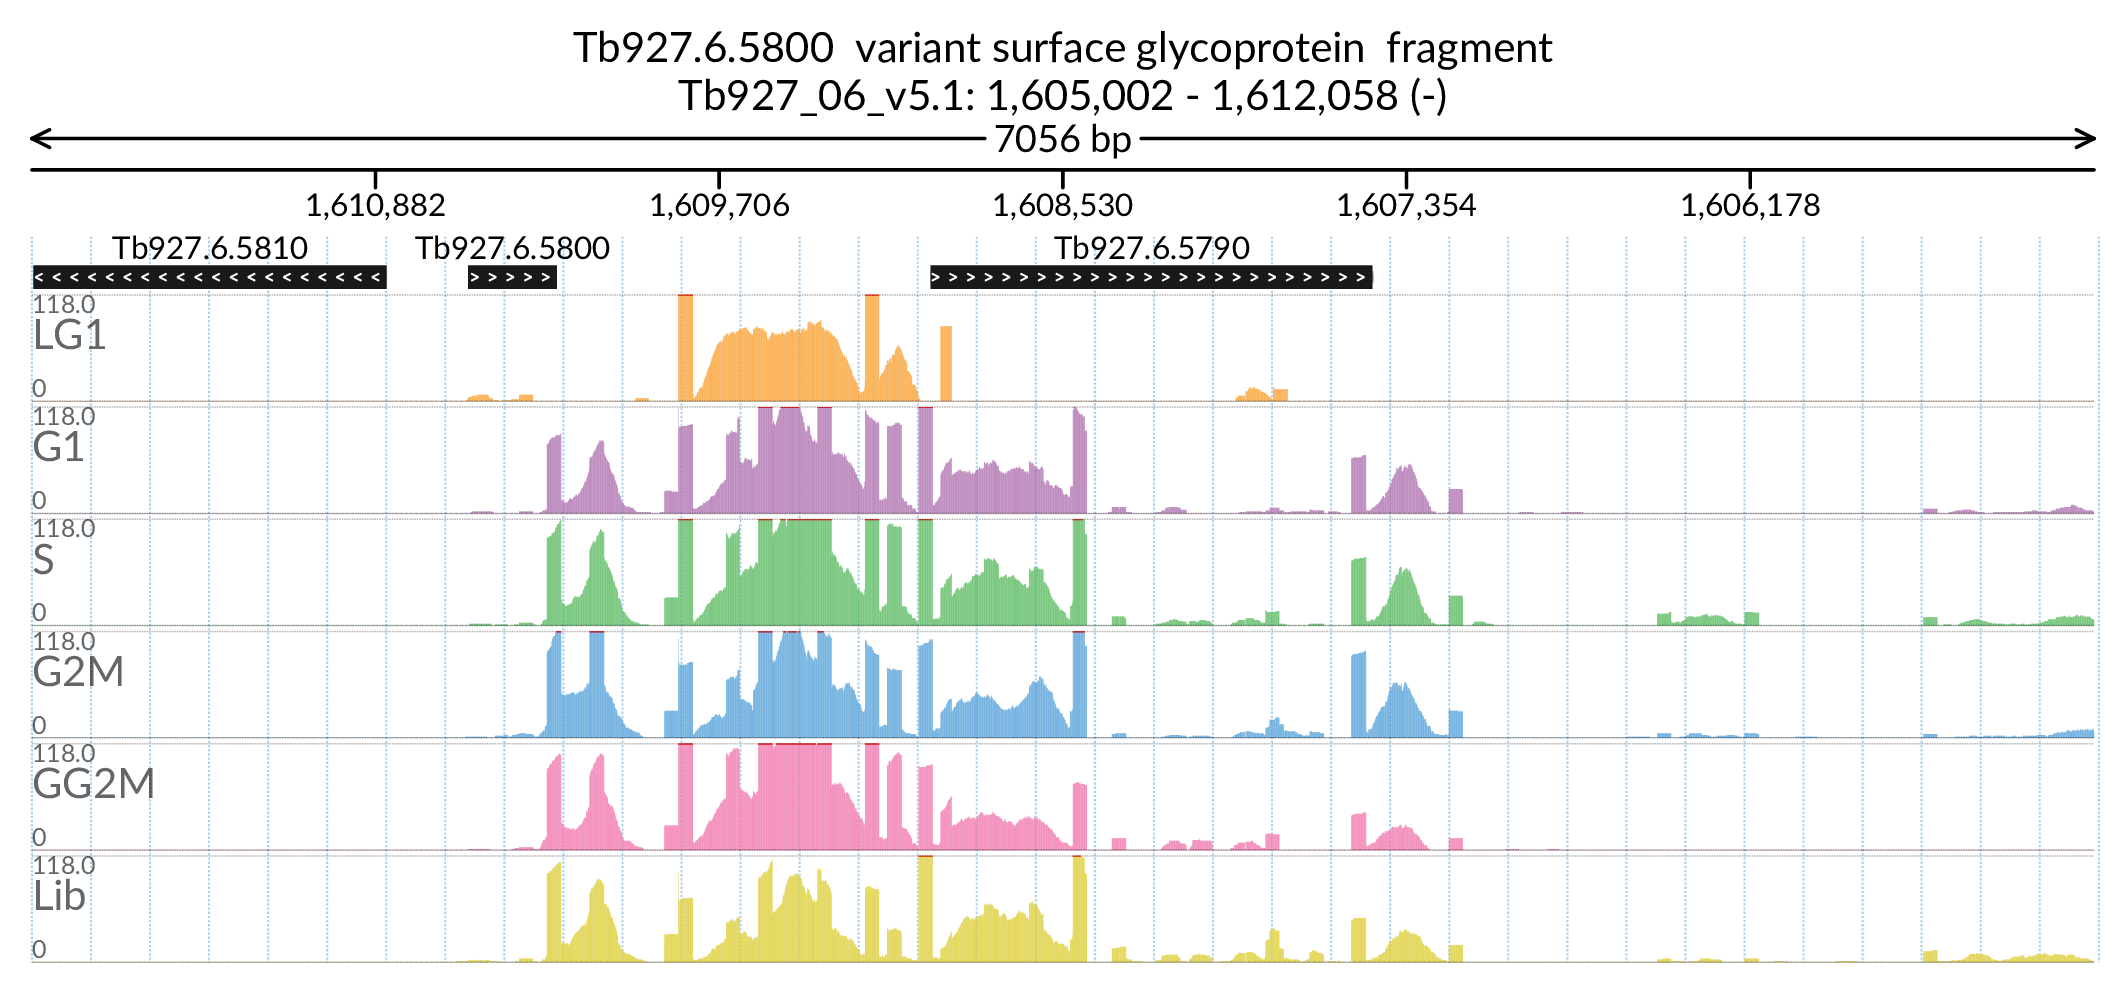 Tb927.6.5800 variant surface glycoprotein fragment
Tb927_06_v5.1: 1,605,002 - 1,612,058 (-)
7056 bp
1,610,882 1,609,706 1,608,530 1,607,354 1,606,178
Tb927.6.5810 Tb927.6.5800 Tb927.6.5790
118.0
LG1
0
118.0
G1
0
118.0
S
0
118.0
G2M
0
118.0
GG2M
0
118.0
Lib
0